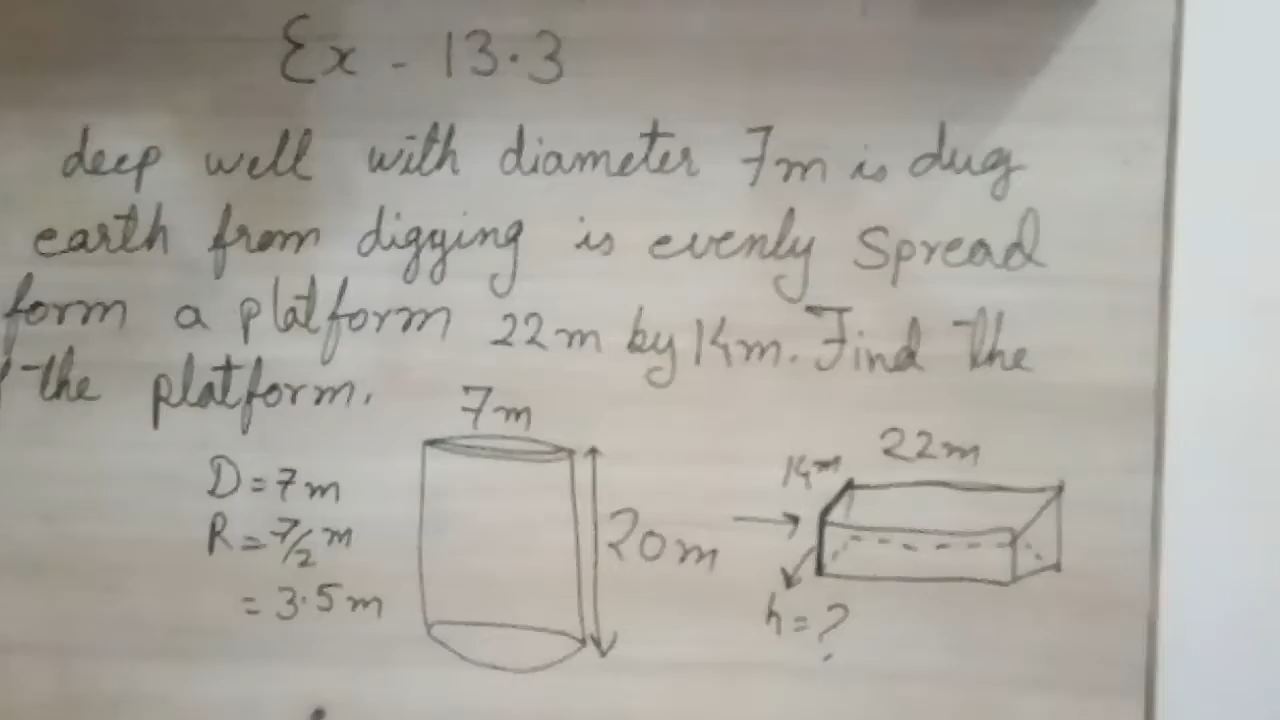 Ex - 13.3
deep well with diameter 7m is dug
earth from digging is evenly spread
form a platform 22m by 14m. Find the
the platform.
7m
D = 7m
R = 7/2 m
= 3.5m
20m
14m
22m
h = ?